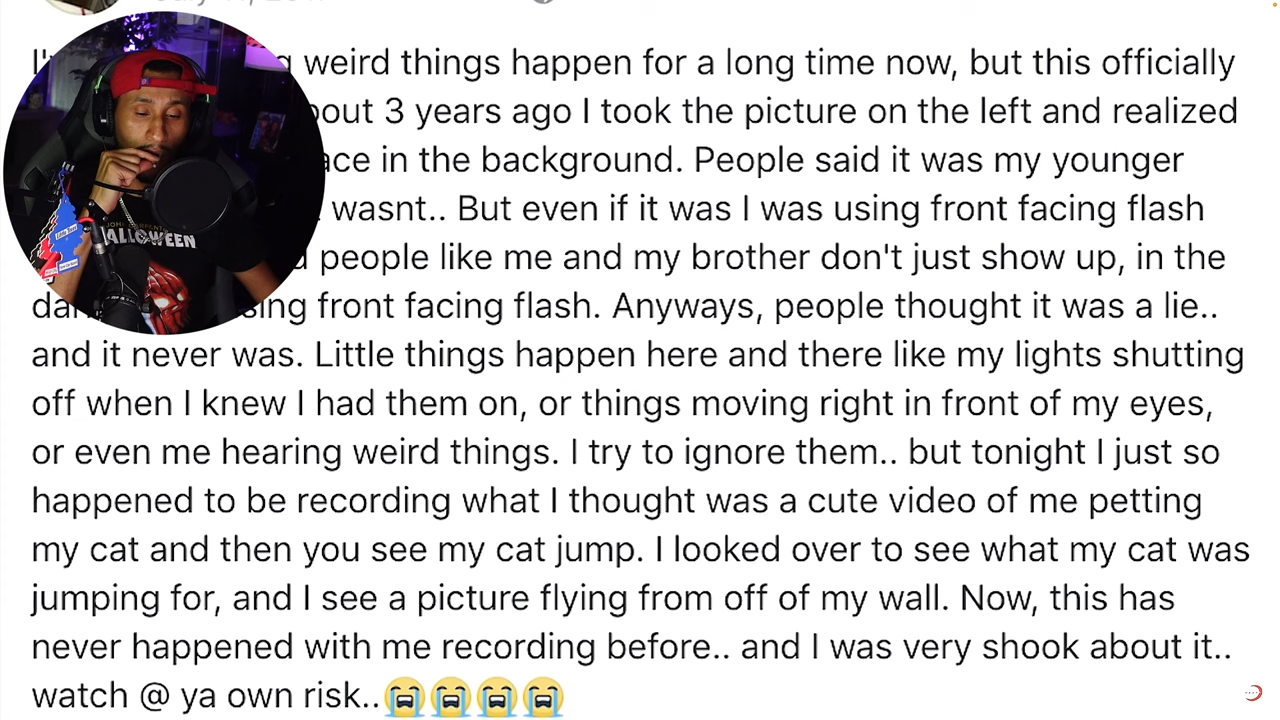 weird things happen for a long time now, but this officially
3 years ago I took the picture on the left and realized
in the background. People said it was my younger
wasnt.. But even if it was I was using front facing flash
people like me and my brother don't just show up, in the
front facing flash. Anyways, people thought it was a lie..
and it never was. Little things happen here and there like my lights shutting
off when I knew I had them on, or things moving right in front of my eyes,
or even me hearing weird things. I try to ignore them.. but tonight I just so
happened to be recording what I thought was a cute video of me petting
my cat and then you see my cat jump. I looked over to see what my cat was
jumping for, and I see a picture flying from off of my wall. Now, this has
never happened with me recording before.. and I was very shook about it..
watch @ ya own risk..😭😭😭😭